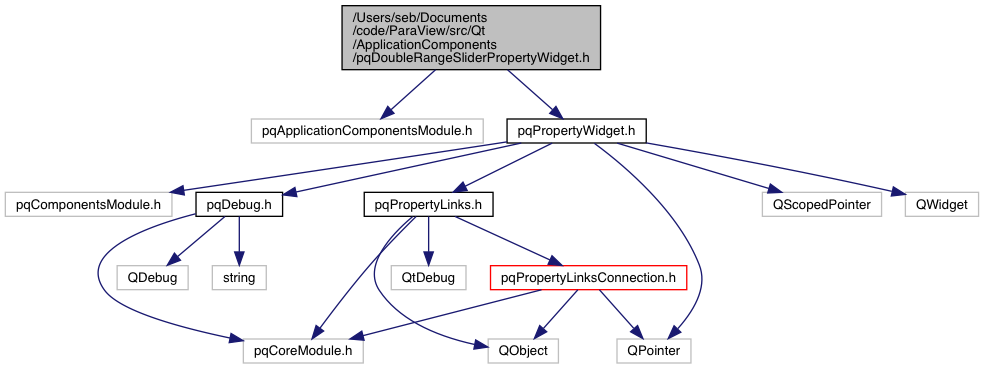 /Users/seb/Documents
/code/ParaView/src/Qt
/ApplicationComponents
/pqDoubleRangeSliderPropertyWidget.h
pqApplicationComponentsModule.h
pqPropertyWidget.h
pqComponentsModule.h
pqDebug.h
pqPropertyLinks.h
QScopedPointer
QWidget
QDebug
string
QtDebug
pqPropertyLinksConnection.h
pqCoreModule.h
QObject
QPointer